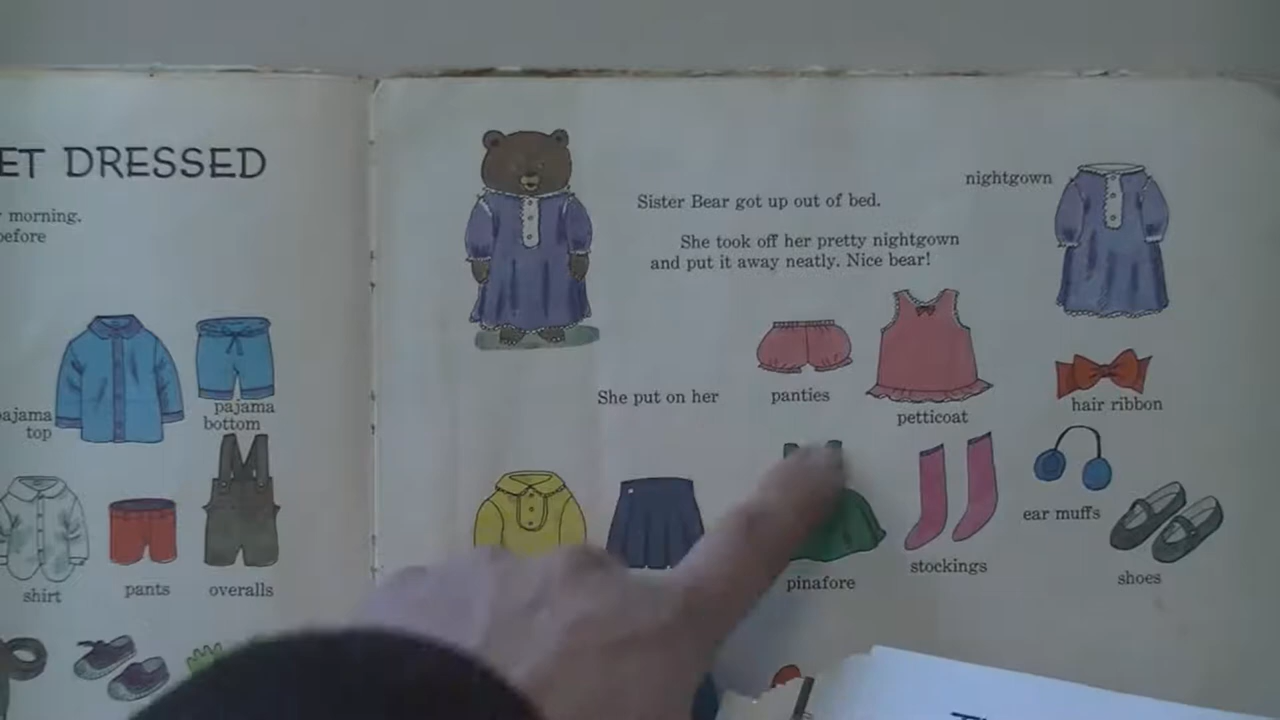 ET DRESSED
morning.
before
pajama
top
pajama
bottom
shirt
pants
overalls
Sister Bear got up out of bed.
She took off her pretty nightgown
and put it away neatly. Nice bear!
nightgown
She put on her
panties
petticoat
hair ribbon
pinafore
stockings
ear muffs
shoes